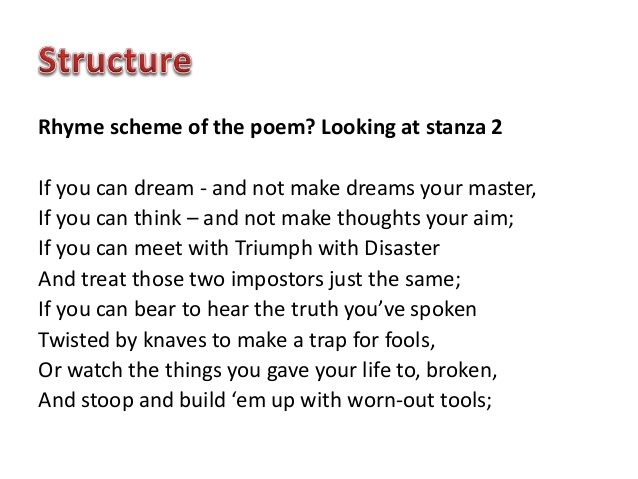 Structure
Rhyme scheme of the poem? Looking at stanza 2
If you can dream - and not make dreams your master,
If you can think – and not make thoughts your aim;
If you can meet with Triumph with Disaster
And treat those two impostors just the same;
If you can bear to hear the truth you’ve spoken
Twisted by knaves to make a trap for fools,
Or watch the things you gave your life to, broken,
And stoop and build ‘em up with worn-out tools;